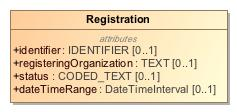 Registration
attributes
+identifier : IDENTIFIER [0..1]
+registeringOrganization : TEXT [0..1]
+status : CODED_TEXT [0..1]
+dateTimeRange : DateTimeInterval [0..1]